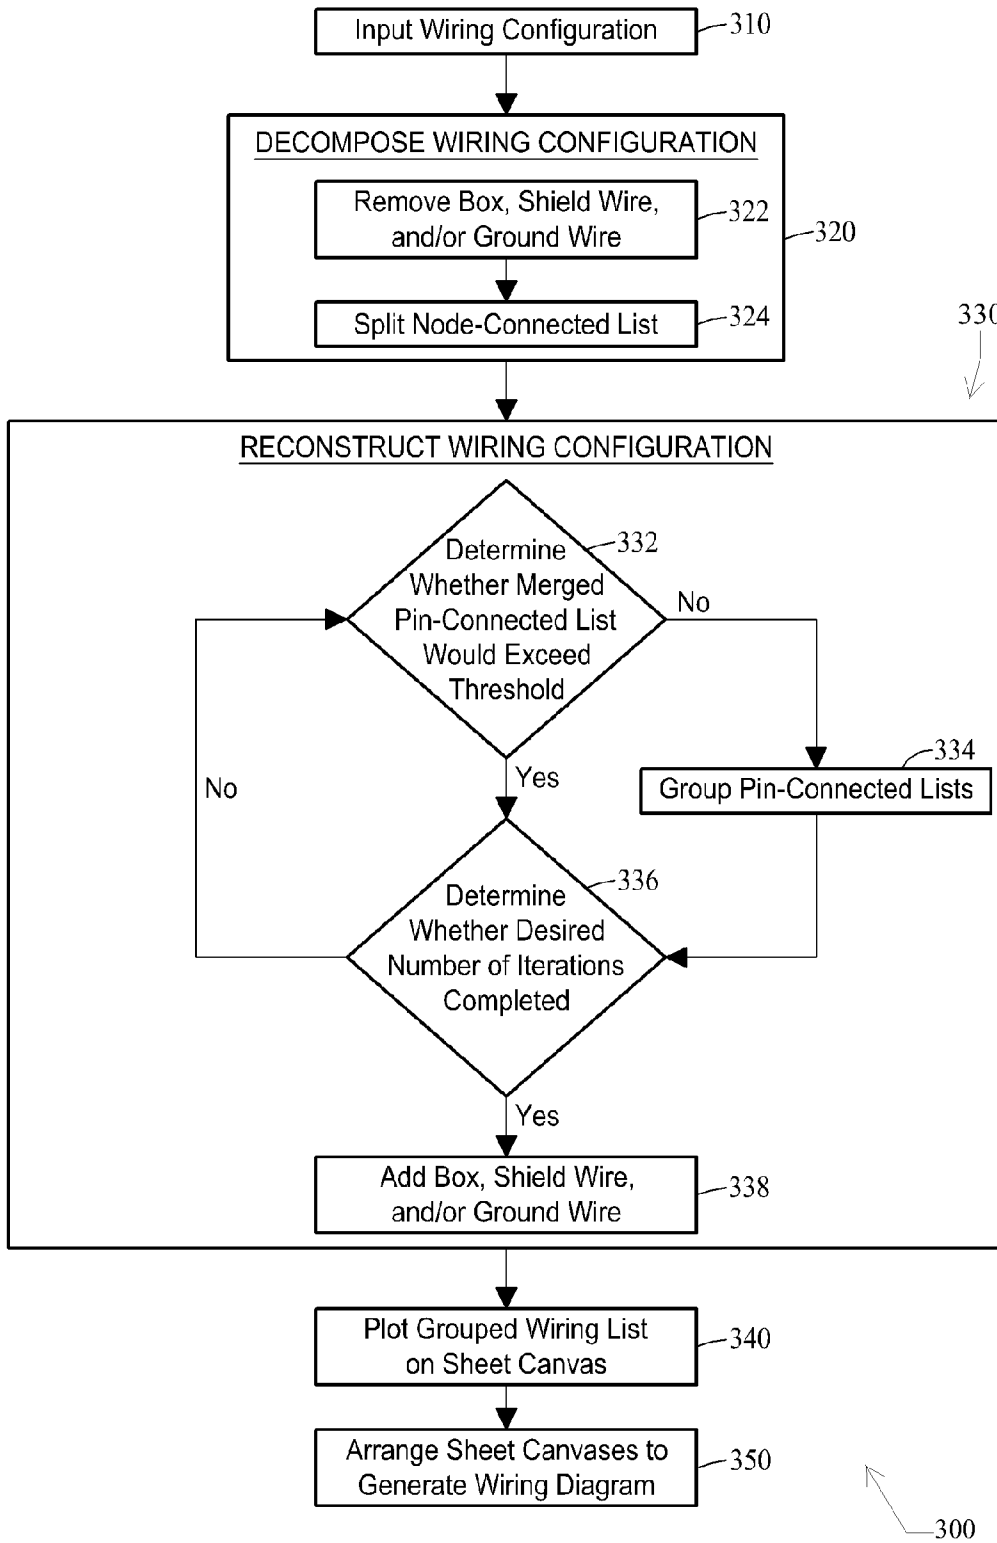 Input Wiring Configuration
310
DECOMPOSE WIRING CONFIGURATION
Remove Box, Shield Wire,
and/or Ground Wire
322
320
Split Node-Connected List
324
330
RECONSTRUCT WIRING CONFIGURATION
332
Determine
Whether Merged
Pin-Connected List
Would Exceed
Threshold
No
334
Group Pin-Connected Lists
Yes
No
336
Determine
Whether Desired
Number of Iterations
Completed
Yes
Add Box, Shield Wire,
and/or Ground Wire
338
Plot Grouped Wiring List
on Sheet Canvas
340
Arrange Sheet Canvases to
Generate Wiring Diagram
350
300